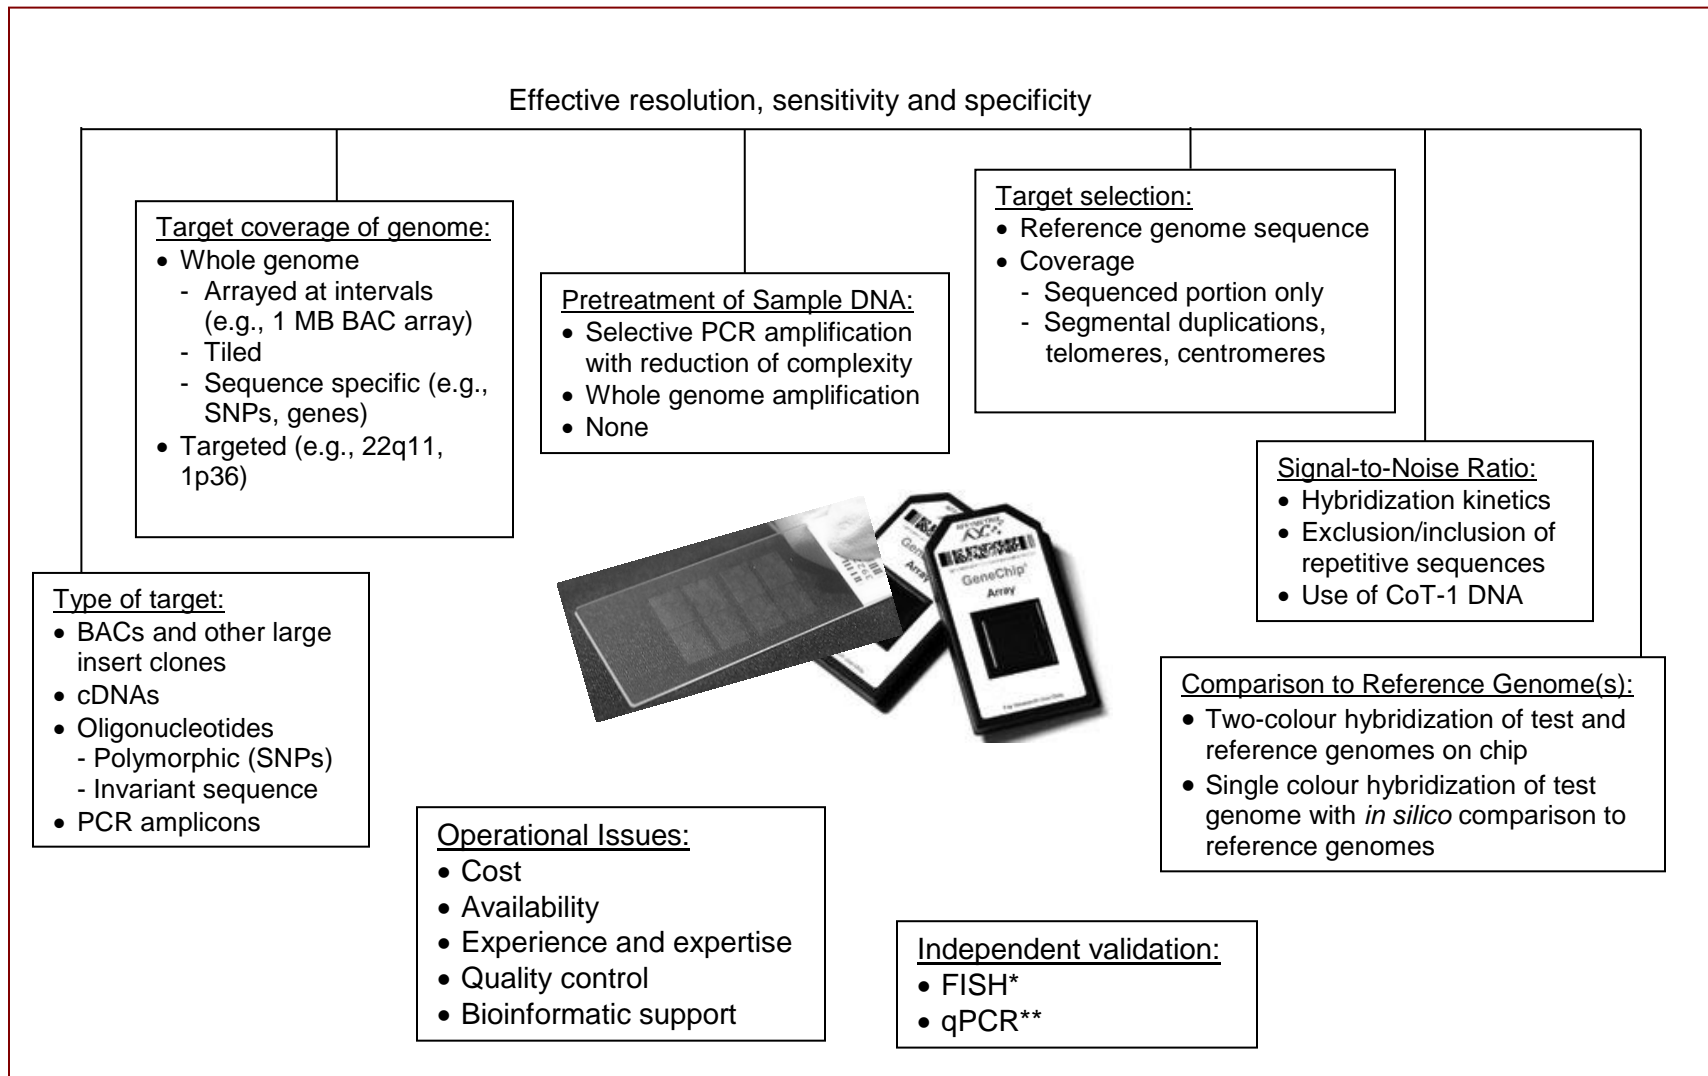 Effective resolution, sensitivity and specificity
Target coverage of genome:
• Whole genome
- Arrayed at intervals
(e.g., 1 MB BAC array)
- Tiled
- Sequence specific (e.g.,
SNPs, genes)
• Targeted (e.g., 22q11,
1p36)
Pretreatment of Sample DNA:
• Selective PCR amplification
with reduction of complexity
• Whole genome amplification
• None
Target selection:
• Reference genome sequence
• Coverage
- Sequenced portion only
- Segmental duplications,
telomeres, centromeres
Signal-to-Noise Ratio:
• Hybridization kinetics
• Exclusion/inclusion of
repetitive sequences
• Use of CoT-1 DNA
Type of target:
• BACs and other large
insert clones
• cDNAs
• Oligonucleotides
- Polymorphic (SNPs)
- Invariant sequence
• PCR amplicons
AFFYMETRIX
GeneChip®
Array
Array
Comparison to Reference Genome(s):
• Two-colour hybridization of test and
reference genomes on chip
• Single colour hybridization of test
genome with in silico comparison to
reference genomes
Operational Issues:
• Cost
• Availability
• Experience and expertise
• Quality control
• Bioinformatic support
Independent validation:
• FISH*
• qPCR**